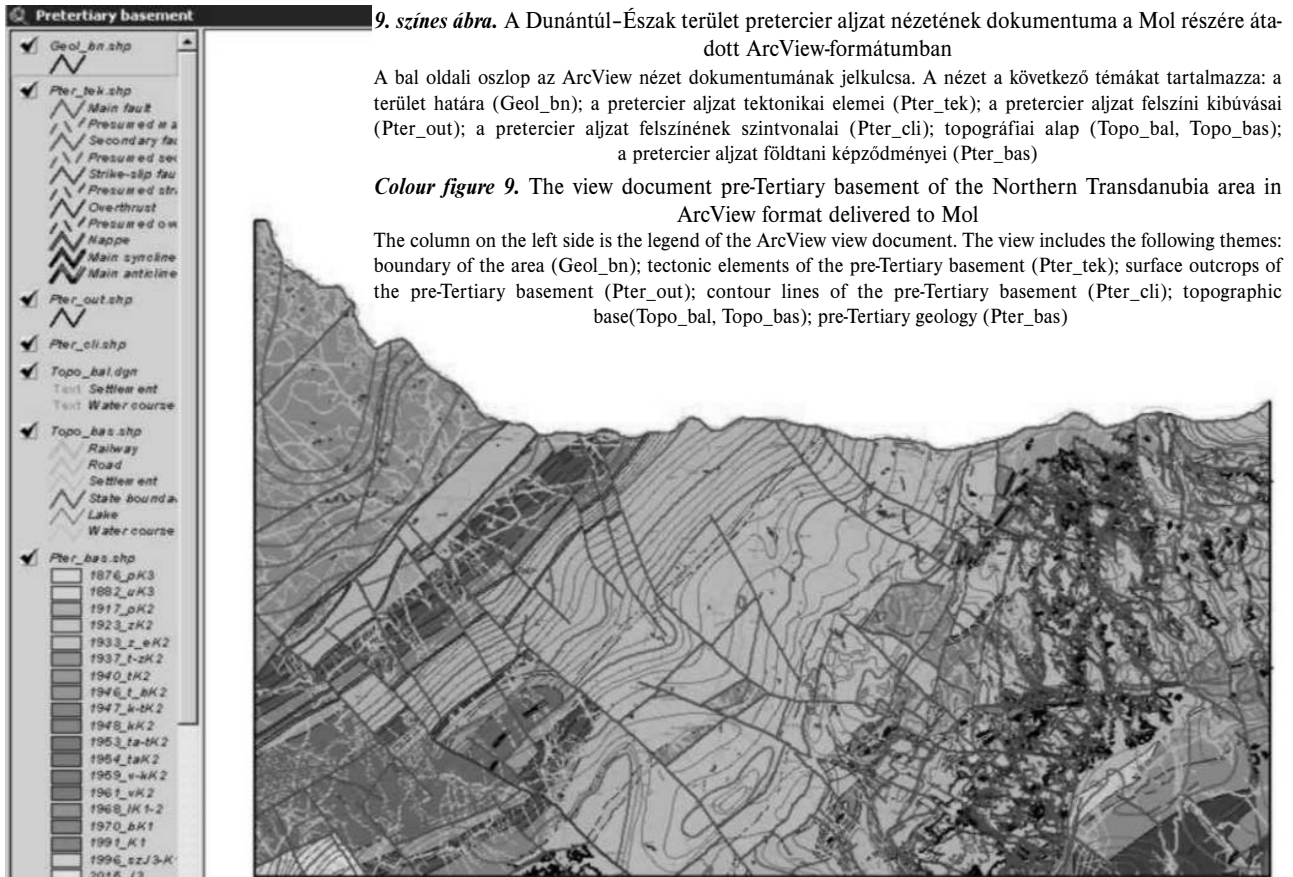 Pretertiary basement
Geol_bn.shp
Pter_tek.shp
Main fault
Presumed ma
Secondary fau
Presumed sec
Strike-slip fau
Presumed stri
Overthrust
Presumed ov
Nappe
Main syncline
Main anticline
Pter_out.shp
Pter_cli.shp
Topo_bal.dgn
Text Settlement
Text Water course
Topo_bas.shp
Railway
Road
Settlement
State bounda
Lake
Water course
Pter_bas.shp
1876_pK3
1882_uK3
1917_pK2
1923_zK2
1933_z_eK2
1937_t-zK2
1940_tK2
1946_t_bK2
1947_k-tK2
1948_kK2
1953_ta-tK2
1954_taK2
1959_v-kK2
1961_vK2
1968_lK1-2
1970_bK1
1991_K1
1996_szJ3-K
2015_J3
9. színes ábra. A Dunántúl–Észak terület pretercier aljzat nézetének dokumentuma a Mol részére áta-
dott ArcView-formátumban
A bal oldali oszlop az ArcView nézet dokumentumának jelkulcsa. A nézet a következő témákat tartalmazza: a
terület határa (Geol_bn); a pretercier aljzat tektonikai elemei (Pter_tek); a pretercier aljzat felszíni kibúvásai
(Pter_out); a pretercier aljzat felszínének szintvonalai (Pter_cli); topográfiai alap (Topo_bal, Topo_bas);
a pretercier aljzat földtani képződményei (Pter_bas)
Colour figure 9. The view document pre-Tertiary basement of the Northern Transdanubia area in
ArcView format delivered to Mol
The column on the left side is the legend of the ArcView view document. The view includes the following themes:
boundary of the area (Geol_bn); tectonic elements of the pre-Tertiary basement (Pter_tek); surface outcrops of
the pre-Tertiary basement (Pter_out); contour lines of the pre-Tertiary basement (Pter_cli); topographic
base(Topo_bal, Topo_bas); pre-Tertiary geology (Pter_bas)